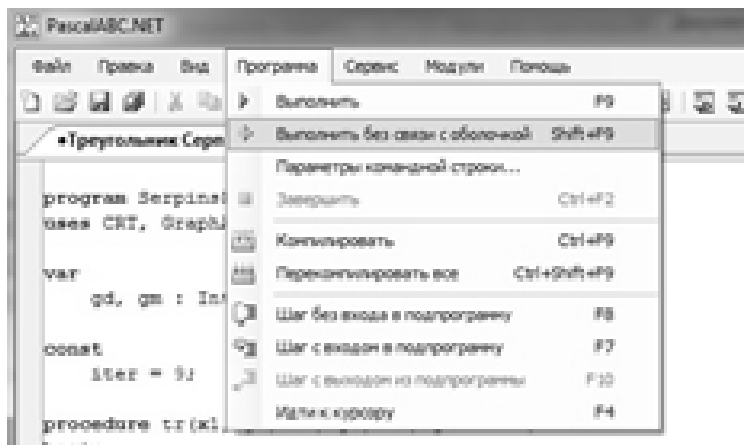 PascalABC.NET
Файл Правка Вид Программа Сервис Модули Помощь
Выполнить F9
•Треугольник Серп
Выполнить без связи с оболочкой Shift+F9
Параметры командной строки...
program Serpins
Завершить Ctrl+F2
uses CRT, Graph
Компилировать Ctrl+F9
var
Перекомпилировать все Ctrl+Shift+F9
gd, gm : In
Шаг без входа в подпрограмму F8
const
Шаг с входом в подпрограмму F7
iter = 9;
Шаг с выходом из подпрограммы F10
Идти к курсору F4
procedure tr(x1,